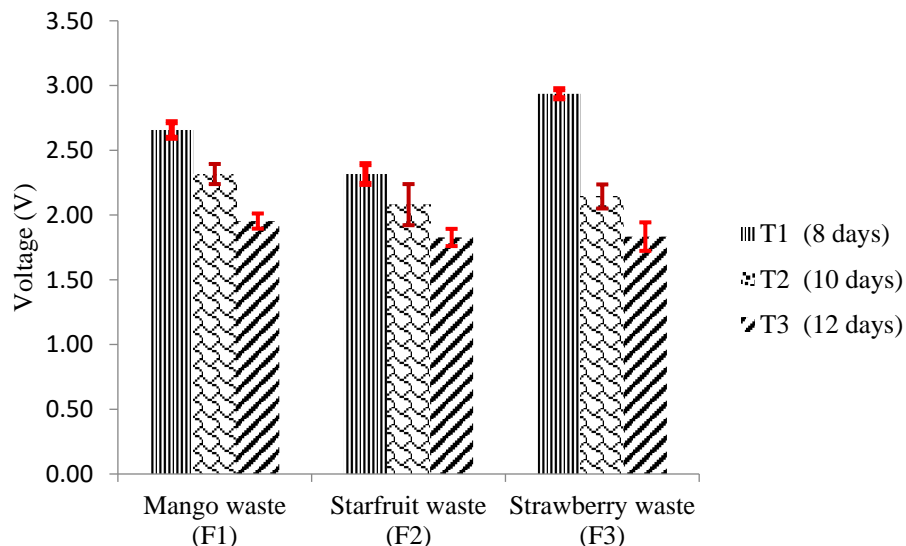 3.50
3.00
2.50
2.00
1.50
1.00
0.50
0.00
Voltage (V)
Mango waste
(F1)
Starfruit waste
(F2)
Strawberry waste
(F3)
T1 (8 days)
T2 (10 days)
T3 (12 days)